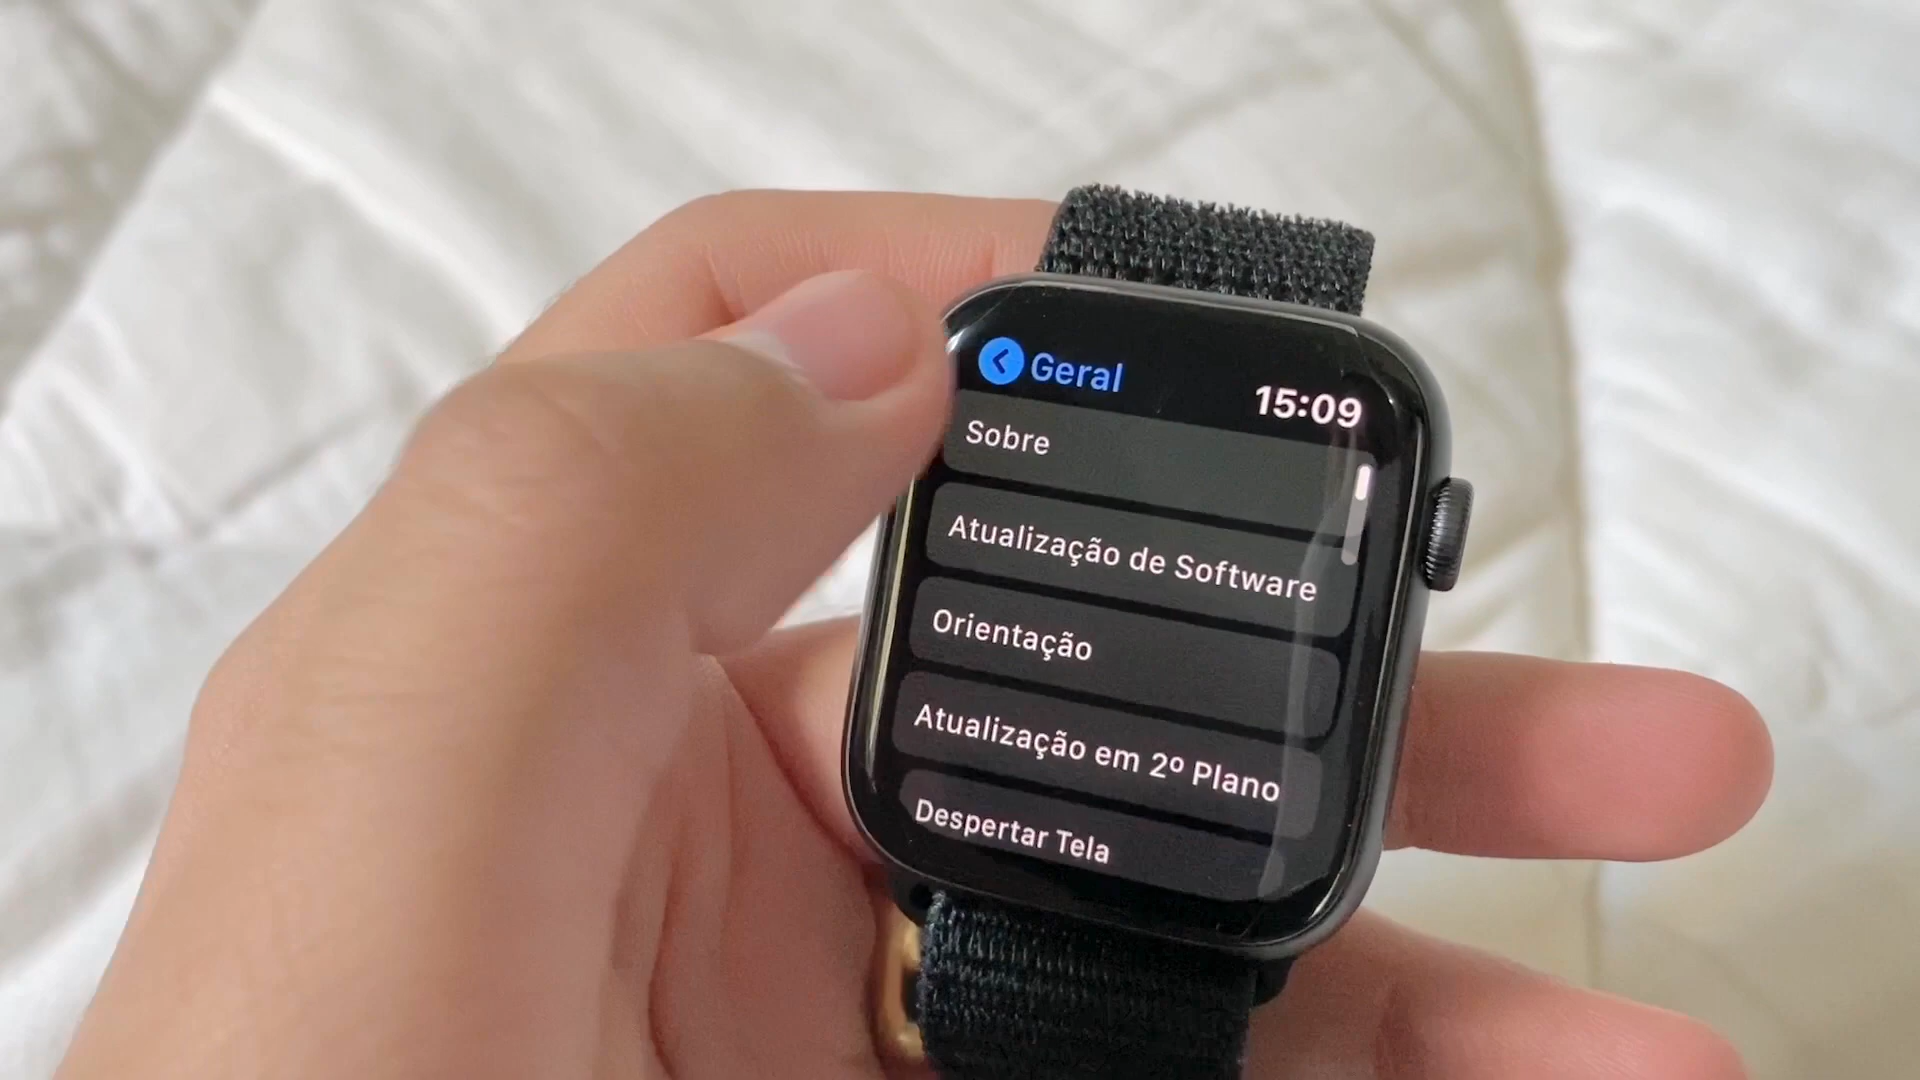 Geral
15:09
Sobre
Atualização de Software
Orientação
Atualização em 2º Plano
Despertar Tela